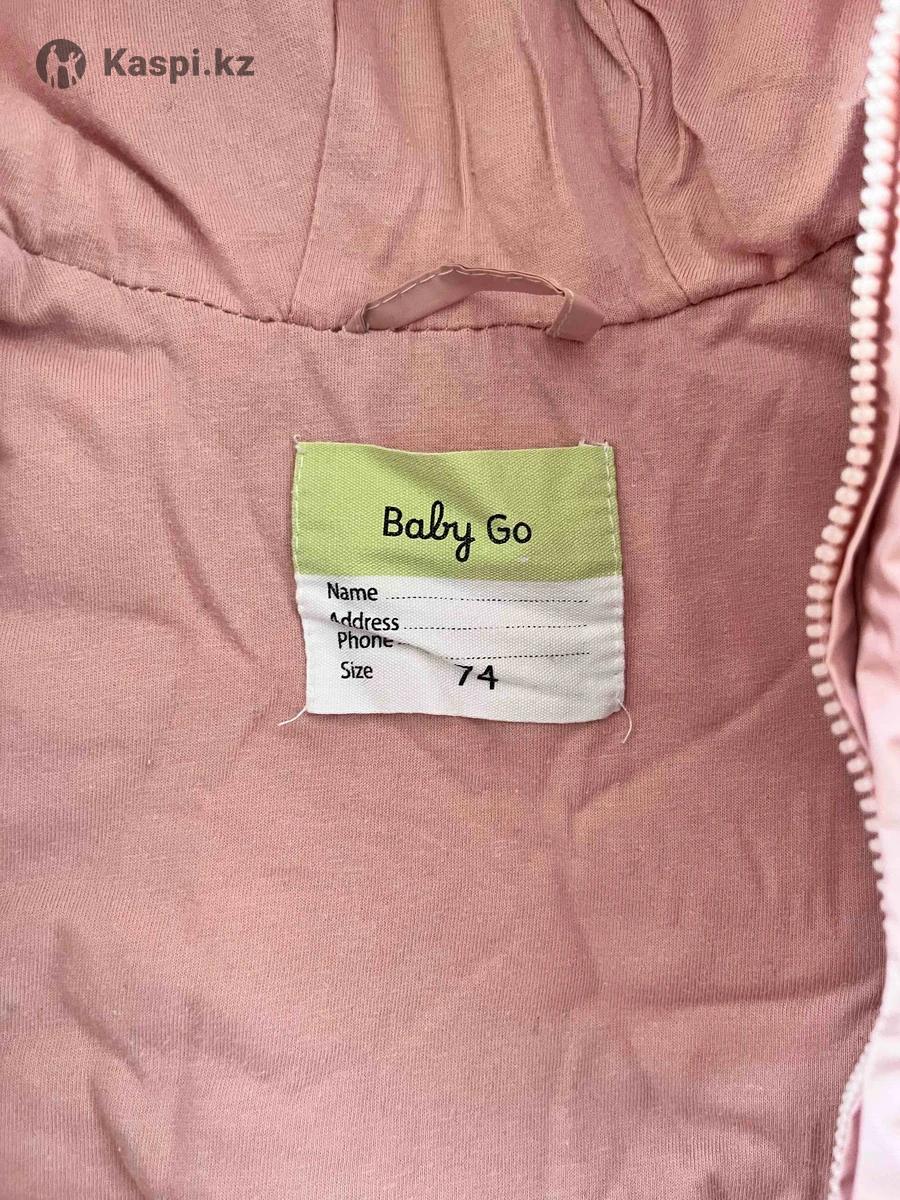 Kaspi.kz
Baby Go
Name
Address
Phone
Size 74